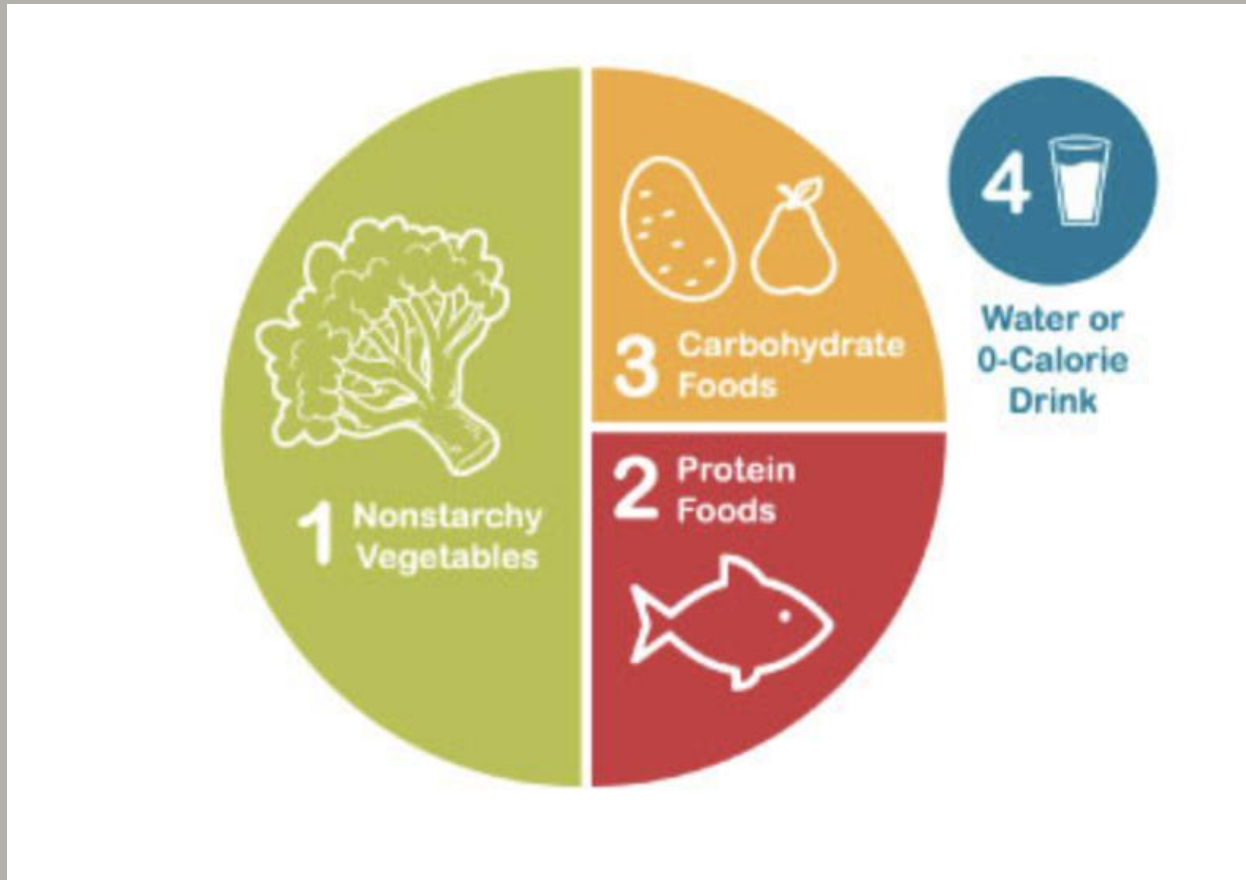 1 Nonstarchy
Vegetables
2 Protein
Foods
3 Carbohydrate
Foods
4
Water or
0-Calorie
Drink